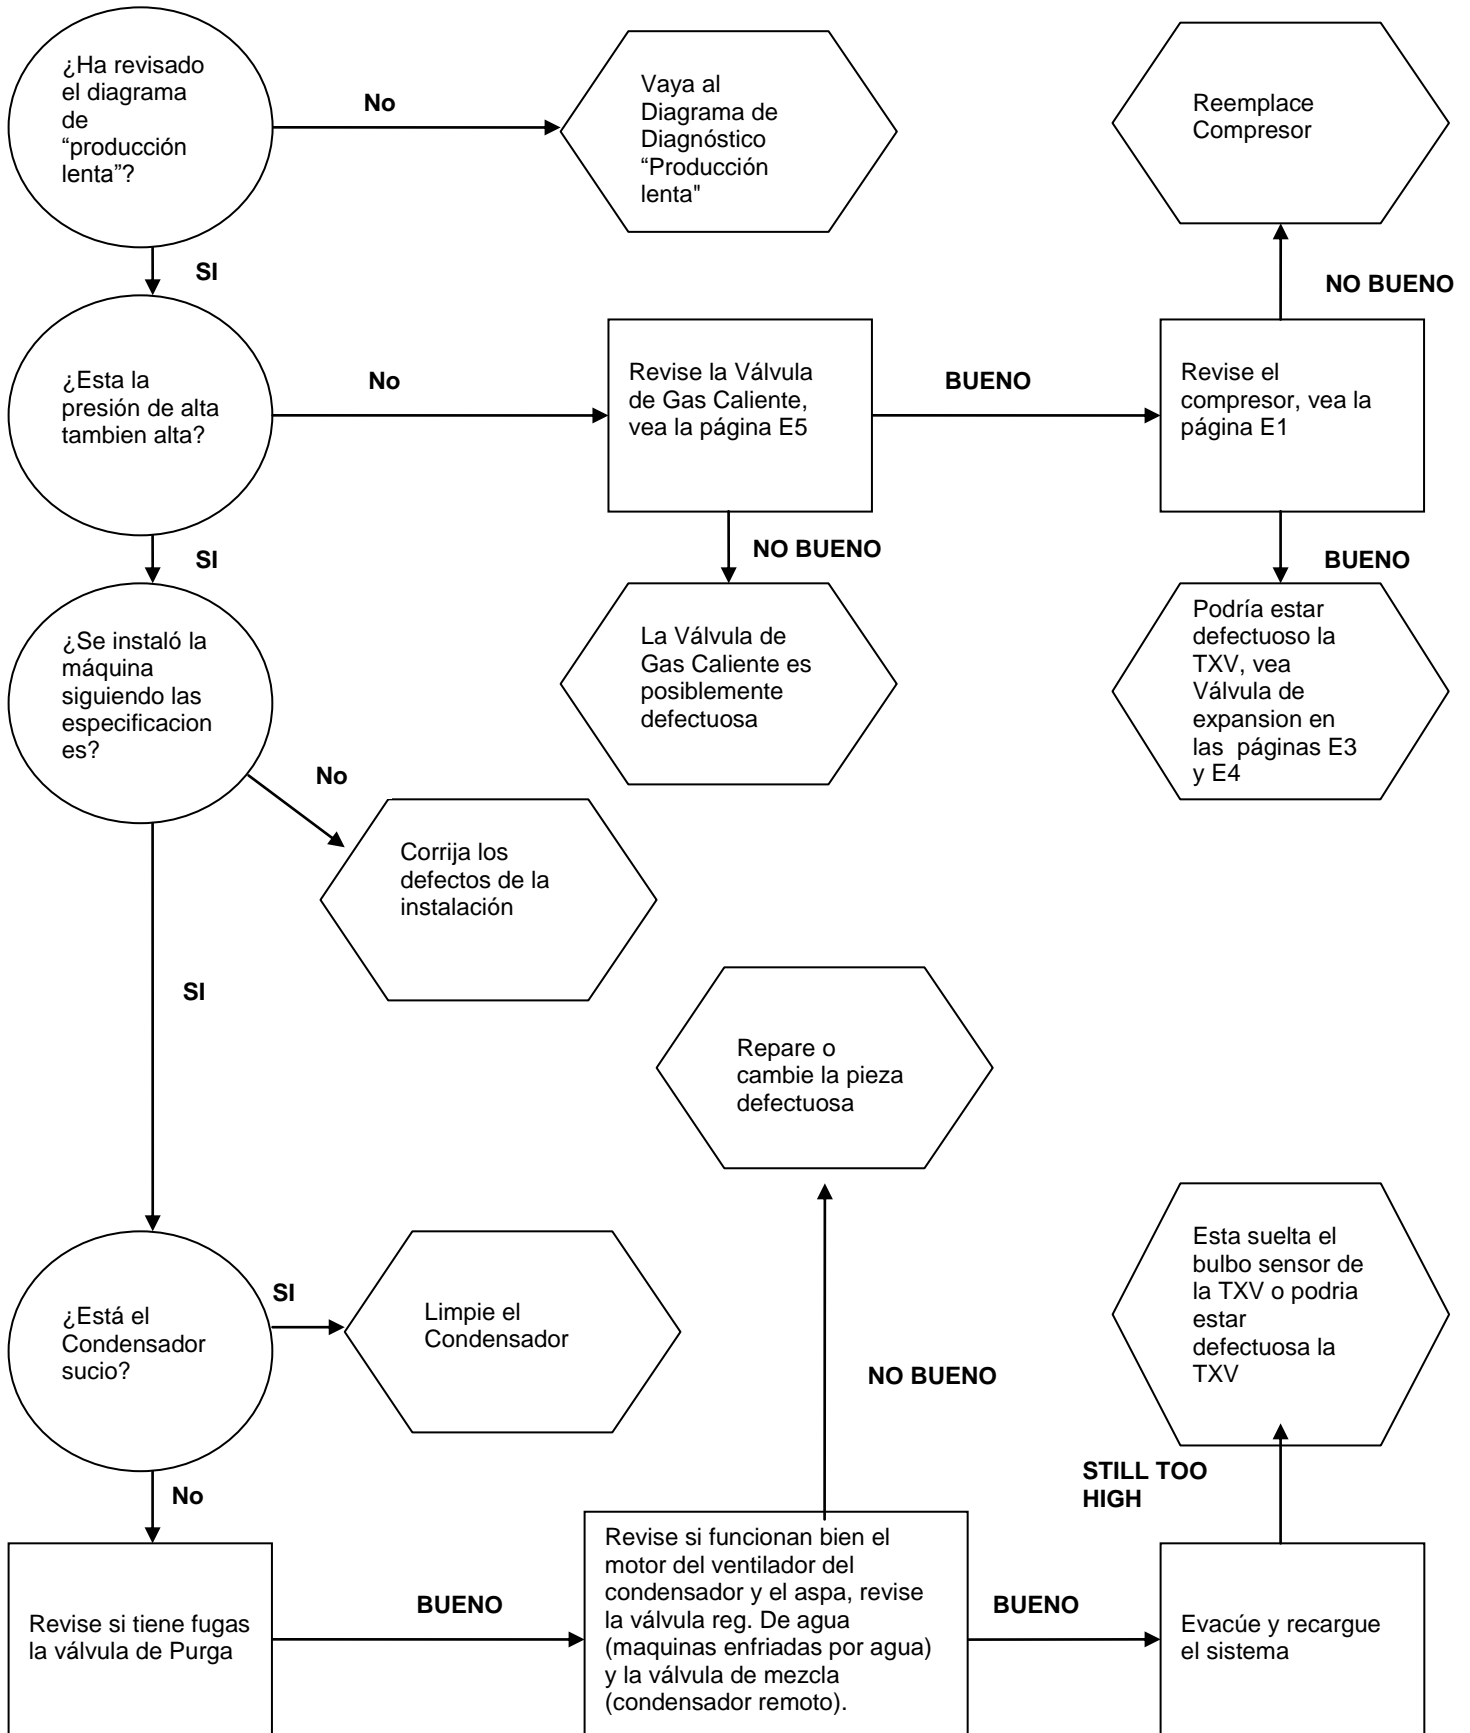 ¿Ha revisado
el diagrama
de
“producción
lenta”?
No
Vaya al
Diagrama de
Diagnóstico
“Producción
lenta"
Reemplace
Compresor
SI
NO BUENO
¿Esta la
presión de alta
tambien alta?
No
Revise la Válvula
de Gas Caliente,
vea la página E5
BUENO
Revise el
compresor, vea la
página E1
SI
NO BUENO
BUENO
¿Se instaló la
máquina
siguiendo las
especificacion
es?
La Válvula de
Gas Caliente es
posiblemente
defectuosa
Podría estar
defectuoso la
TXV, vea
Válvula de
expansion en
las  páginas E3
y E4
No
Corrija los
defectos de la
instalación
SI
Repare o
cambie la pieza
defectuosa
¿Está el
Condensador
sucio?
SI
Limpie el
Condensador
NO BUENO
Esta suelta el
bulbo sensor de
la TXV o podria
estar
defectuosa la
TXV
STILL TOO
HIGH
No
Revise si tiene fugas
la válvula de Purga
BUENO
Revise si funcionan bien el
motor del ventilador del
condensador y el aspa, revise
la válvula reg. De agua
(maquinas enfriadas por agua)
y la válvula de mezcla
(condensador remoto).
BUENO
Evacúe y recargue
el sistema